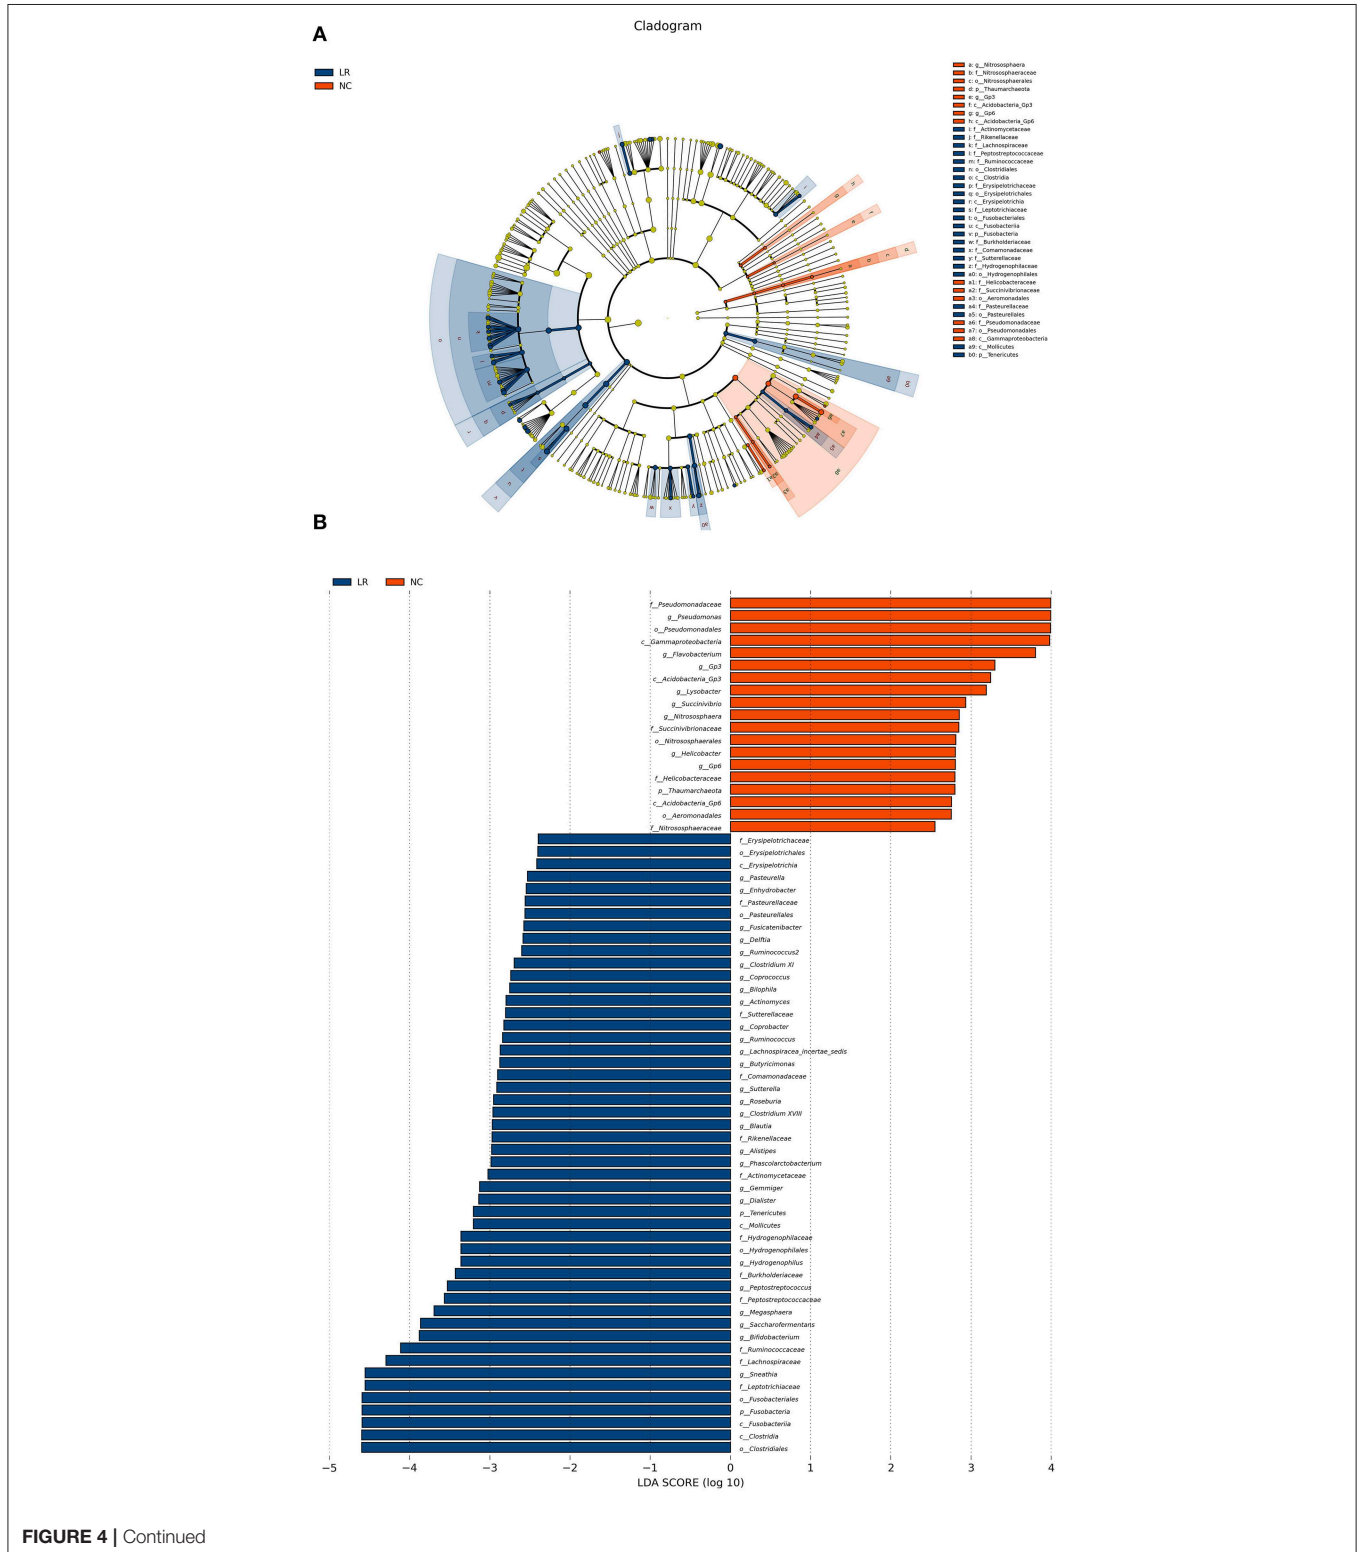 Cladogram
A
LR
NC
a: g__Nitrososphaera
b: f__Nitrososphaeraceae
c: o__Nitrososphaerales
d: p__Thaumarchaeota
e: g__Gp3
f: c__Acidobacteria_Gp3
g: g__Gp6
h: c__Acidobacteria_Gp6
i: f__Actinomycetaceae
j: f__Rikenellaceae
k: f__Lachnospiraceae
l: f__Peptostreptococcaceae
m: f__Ruminococcaceae
n: o__Clostridiales
o: c__Clostridia
p: f__Erysipelotrichaceae
q: o__Erysipelotrichales
r: c__Erysipelotrichia
s: f__Leptotrichiaceae
t: o__Fusobacteriales
u: c__Fusobacteriia
v: p__Fusobacteria
w: f__Burkholderiaceae
x: f__Comamonadaceae
y: f__Sutterellaceae
z: f__Hydrogenophilaceae
a0: o__Hydrogenophilales
a1: f__Helicobacteraceae
a2: f__Succinivibrionaceae
a3: o__Aeromonadales
a4: f__Pasteurellaceae
a5: o__Pasteurellales
a6: f__Pseudomonadaceae
a7: o__Pseudomonadales
a8: c__Gammaproteobacteria
a9: c__Mollicutes
b0: p__Tenericutes
B
LR NC
f__Pseudomonadaceae
g__Pseudomonas
o__Pseudomonadales
c__Gammaproteobacteria
g__Flavobacterium
g__Gp3
c__Acidobacteria_Gp3
g__Lysobacter
g__Succinivibrio
g__Nitrososphaera
f__Succinivibrionaceae
o__Nitrososphaerales
g__Helicobacter
g__Gp6
f__Helicobacteraceae
p__Thaumarchaeota
c__Acidobacteria_Gp6
o__Aeromonadales
f__Nitrososphaeraceae
f__Erysipelotrichaceae
o__Erysipelotrichales
c__Erysipelotrichia
g__Pasteurella
g__Enhydrobacter
f__Pasteurellaceae
o__Pasteurellales
g__Fusicatenibacter
g__Delftia
g__Ruminococcus2
g__Clostridium XI
g__Coprococcus
g__Bilophila
g__Actinomyces
f__Sutterellaceae
g__Coprobacter
g__Ruminococcus
g__Lachnospiracea_incertae_sedis
g__Butyricimonas
f__Comamonadaceae
g__Sutterella
g__Roseburia
g__Clostridium XVIII
g__Blautia
f__Rikenellaceae
g__Alistipes
g__Phascolarctobacterium
f__Actinomycetaceae
g__Gemmiger
g__Dialister
p__Tenericutes
c__Mollicutes
f__Hydrogenophilaceae
o__Hydrogenophilales
g__Hydrogenophilus
f__Burkholderiaceae
g__Peptostreptococcus
f__Peptostreptococcaceae
g__Megasphaera
g__Saccharofermentans
g__Bifidobacterium
f__Ruminococcaceae
f__Lachnospiraceae
g__Sneathia
f__Leptotrichiaceae
o__Fusobacteriales
p__Fusobacteria
c__Fusobacteriia
c__Clostridia
o__Clostridiales
−5 −4 −3 −2 −1 0 1 2 3 4
LDA SCORE (log 10)
FIGURE 4 | Continued